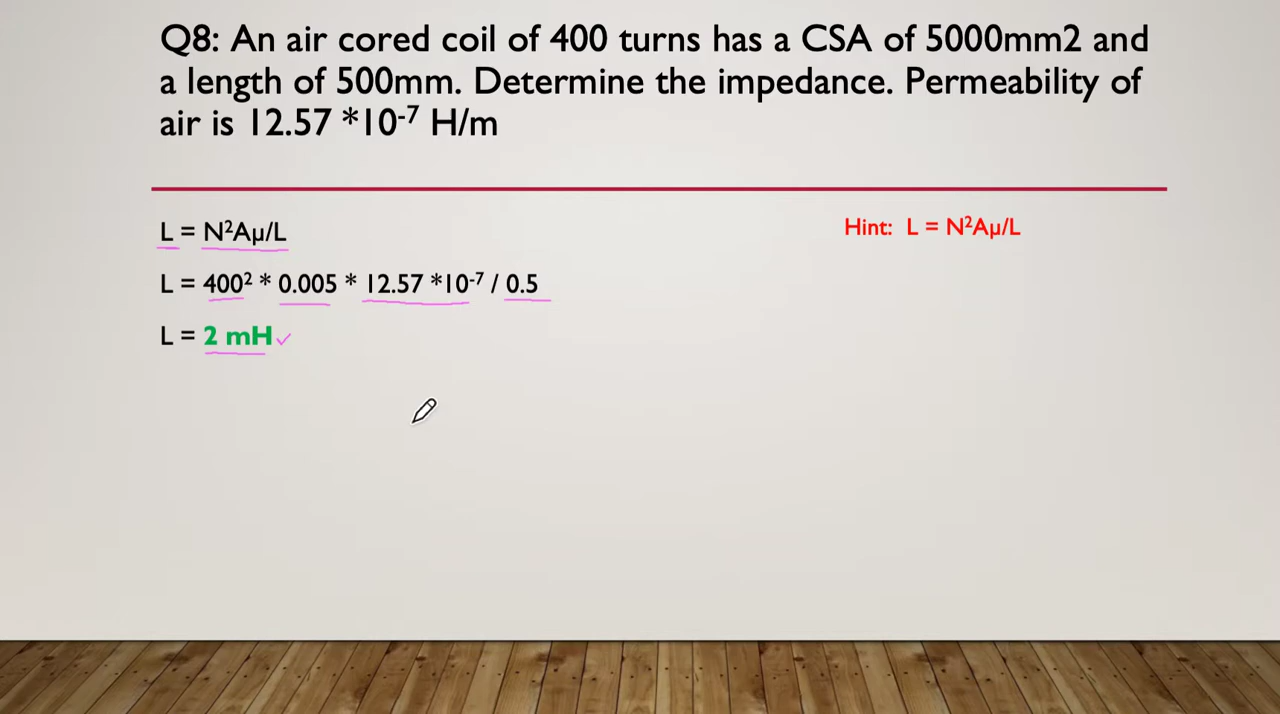 Q8: An air cored coil of 400 turns has a CSA of 5000mm2 and
a length of 500mm. Determine the impedance. Permeability of
air is 12.57 *10⁻⁷ H/m
L = N²Aμ/L
Hint: L = N²Aμ/L
L = 400² * 0.005 * 12.57 *10⁻⁷ / 0.5
L = 2 mH